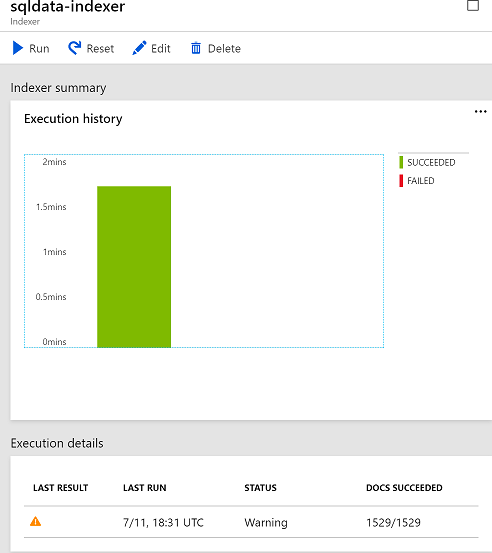 sqldata-indexer
Indexer
Run Reset Edit Delete
Indexer summary
Execution history
2mins
1.5mins
1mins
0.5mins
0mins
SUCCEEDED
FAILED
Execution details
LAST RESULT LAST RUN STATUS DOCS SUCCEEDED
7/11, 18:31 UTC Warning 1529/1529